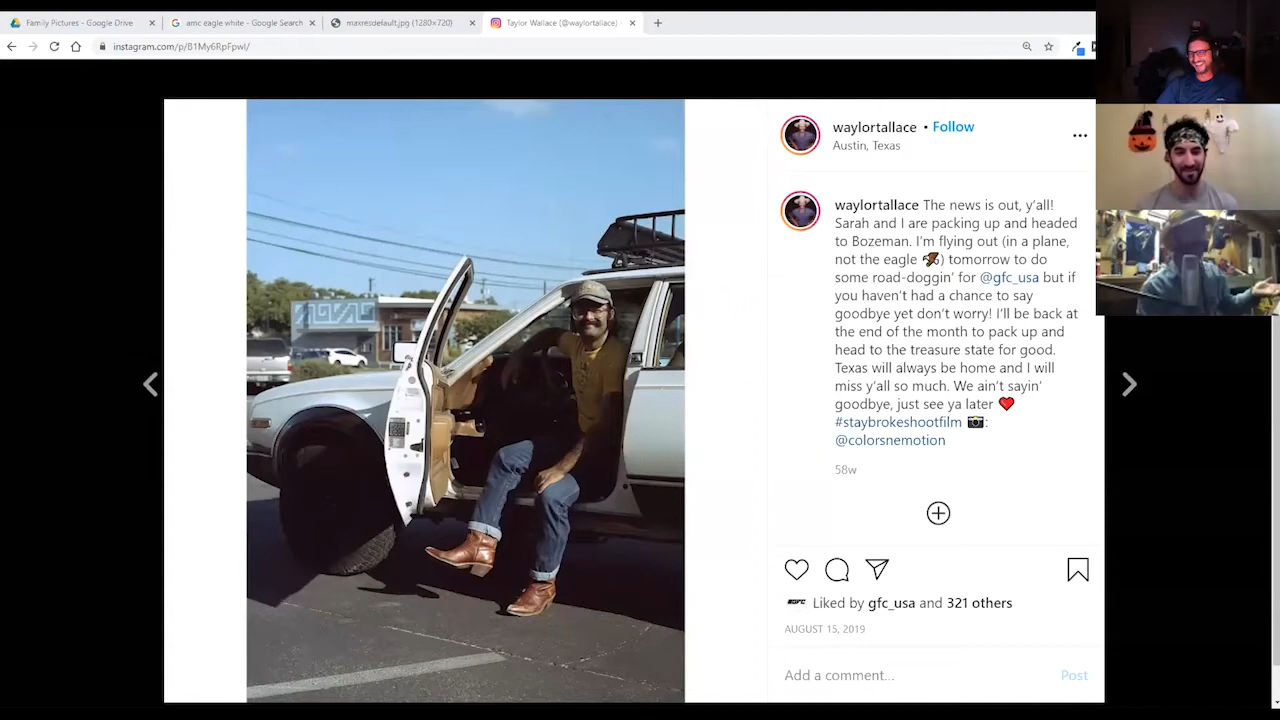 Family Pictures - Google Drive
amc eagle white - Google Search
maxresdefault.jpg (1280×720)
Taylor Wallace (@waylortallace) ·
instagram.com/p/B1My6RpFpwI/
waylortallace • Follow
Austin, Texas
waylortallace The news is out, y'all!
Sarah and I are packing up and headed
to Bozeman. I'm flying out (in a plane,
not the eagle) tomorrow to do
some road-doggin' for @gfc_usa but if
you haven't had a chance to say
goodbye yet don't worry! I'll be back at
the end of the month to pack up and
head to the treasure state for good.
Texas will always be home and I will
miss y'all so much. We ain't sayin'
goodbye, just see ya later ❤️
#staybrokeshootfilm 📷:
@colorsnemotion
58w
Liked by gfc_usa and 321 others
AUGUST 15, 2019
Add a comment...
Post